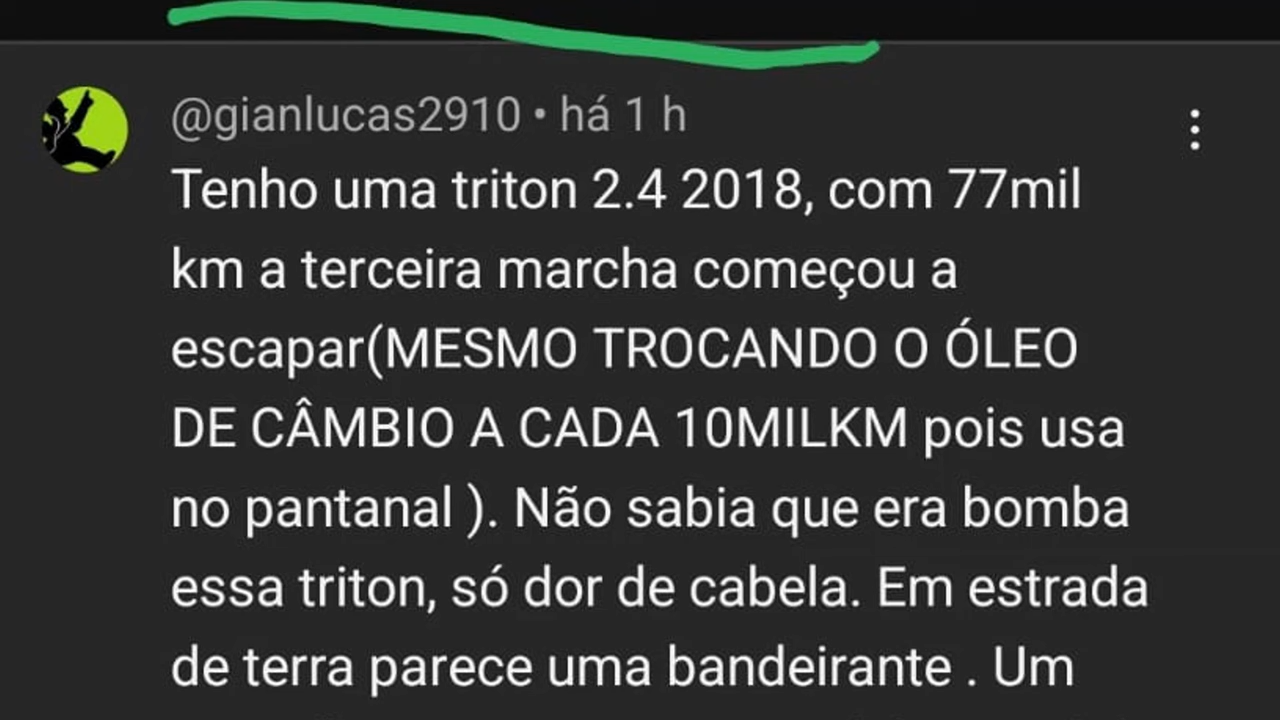 @gianlucas2910 • há 1 h
Tenho uma triton 2.4 2018, com 77mil
km a terceira marcha começou a
escapar(MESMO TROCANDO O ÓLEO
DE CÂMBIO A CADA 10MILKM pois usa
no pantanal ). Não sabia que era bomba
essa triton, só dor de cabela. Em estrada
de terra parece uma bandeirante . Um